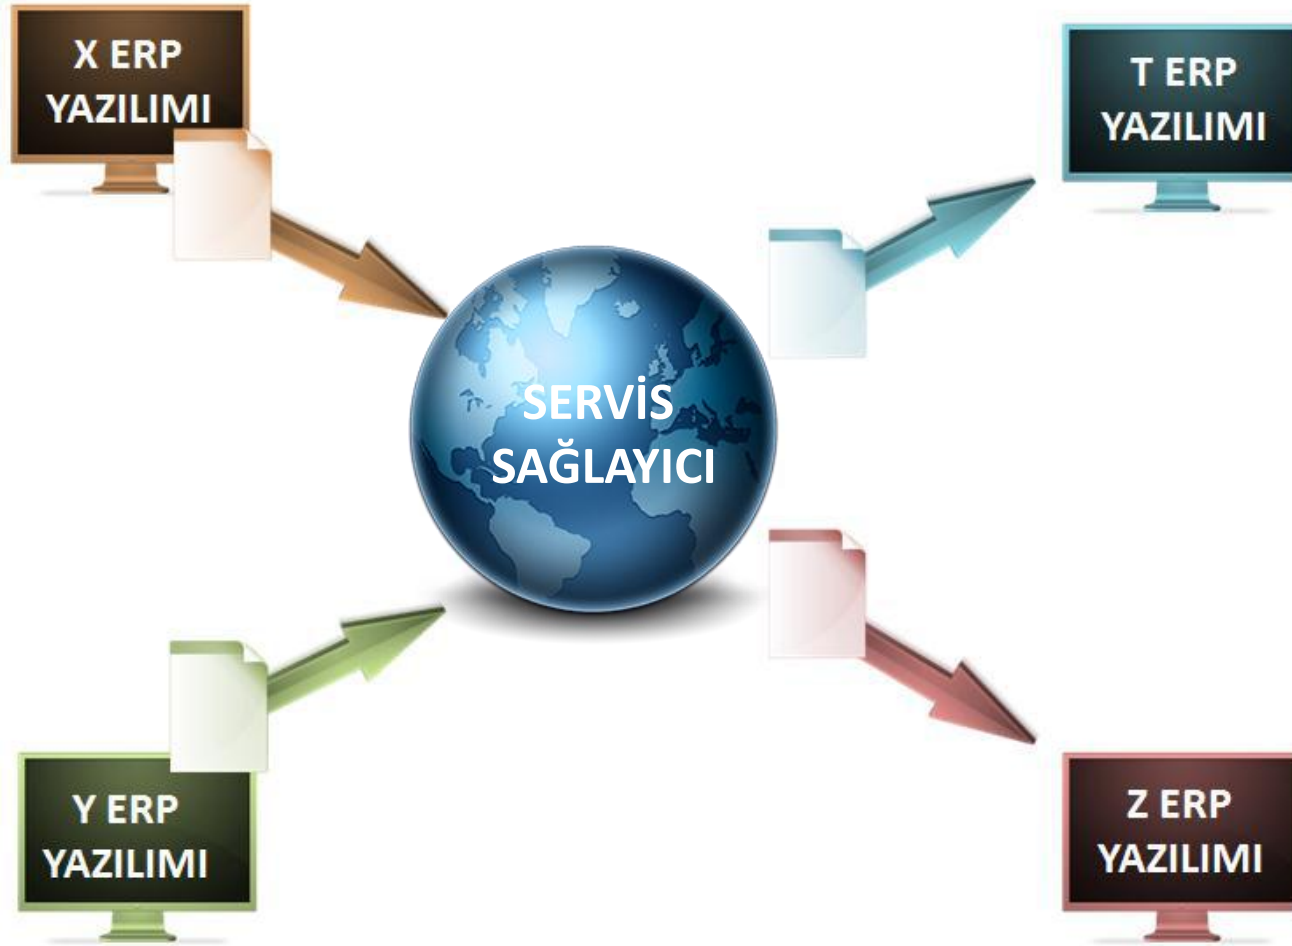 X ERP
YAZILIMI
T ERP
YAZILIMI
SERVİS
SAĞLAYICI
Y ERP
YAZILIMI
Z ERP
YAZILIMI